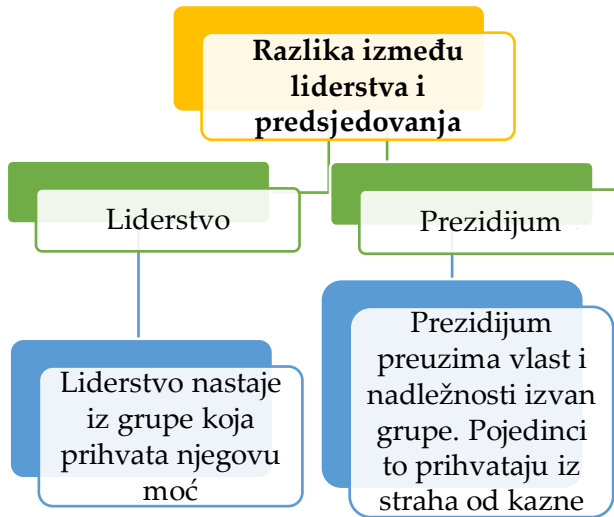 Razlika između
liderstva i
predsjedovanja
Liderstvo
Prezidijum
Liderstvo nastaje
iz grupe koja
prihvata njegovu
moć
Prezidijum
preuzima vlast i
nadležnosti izvan
grupe. Pojedinci
to prihvataju iz
straha od kazne